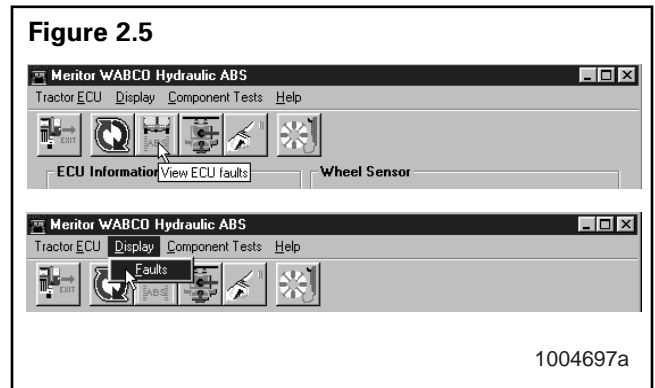 Figure 2.5
Meritor WABCO Hydraulic ABS
Tractor ECU Display Component Tests Help
EXIT ABS
ECU Information View ECU faults Wheel Sensor
Meritor WABCO Hydraulic ABS
Tractor ECU Display Component Tests Help
Faults
EXIT ABS
1004697a